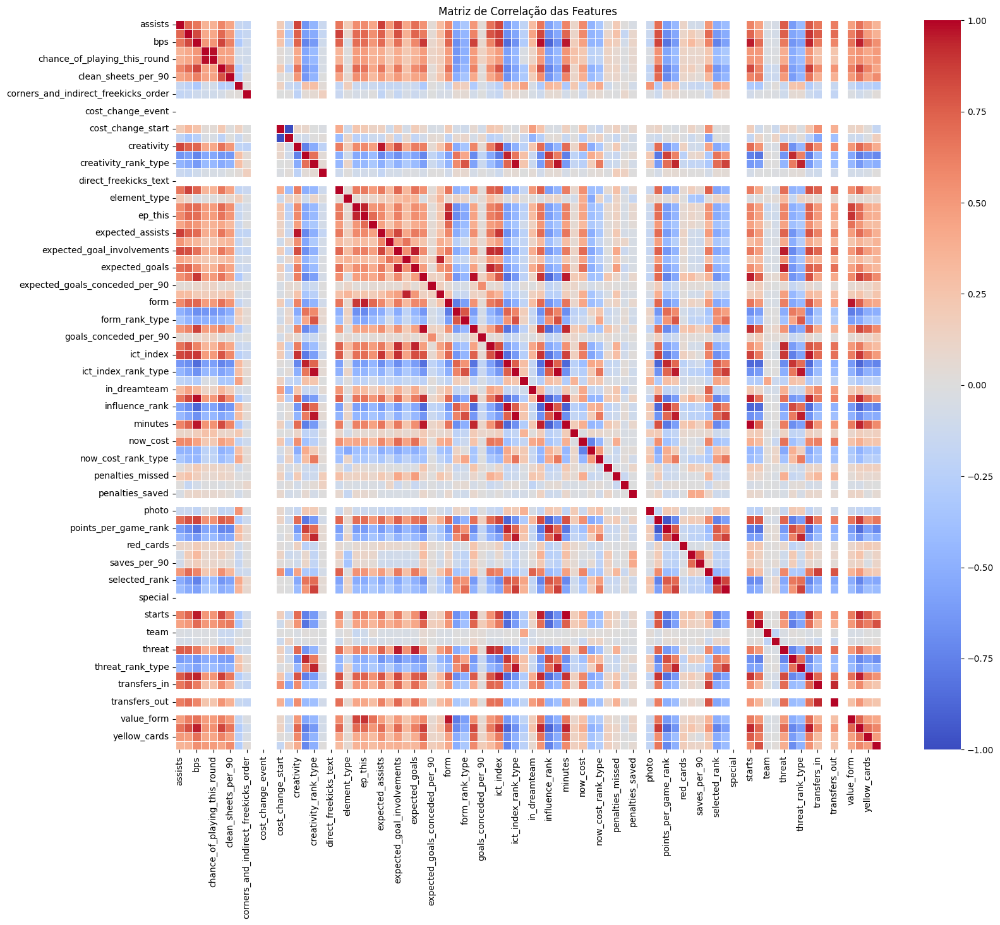 Matriz de Correlação das Features
assists
bps
chance_of_playing_this_round
clean_sheets_per_90
corners_and_indirect_freekicks_order
cost_change_event
cost_change_start
creativity
creativity_rank_type
direct_freekicks_text
element_type
ep_this
expected_assists
expected_goal_involvements
expected_goals
expected_goals_conceded_per_90
form
form_rank_type
goals_conceded_per_90
ict_index
ict_index_rank_type
in_dreamteam
influence_rank
minutes
now_cost
now_cost_rank_type
penalties_missed
penalties_saved
photo
points_per_game_rank
red_cards
saves_per_90
selected_rank
special
starts
team
threat
threat_rank_type
transfers_in
transfers_out
value_form
yellow_cards
assists
bps
chance_of_playing_this_round
clean_sheets_per_90
corners_and_indirect_freekicks_order
cost_change_event
cost_change_start
creativity
creativity_rank_type
direct_freekicks_text
element_type
ep_this
expected_assists
expected_goal_involvements
expected_goals
expected_goals_conceded_per_90
form
form_rank_type
goals_conceded_per_90
ict_index
ict_index_rank_type
in_dreamteam
influence_rank
minutes
now_cost
now_cost_rank_type
penalties_missed
penalties_saved
photo
points_per_game_rank
red_cards
saves_per_90
selected_rank
special
starts
team
threat
threat_rank_type
transfers_in
transfers_out
value_form
yellow_cards
1.00
0.75
0.50
0.25
0.00
−0.25
−0.50
−0.75
−1.00